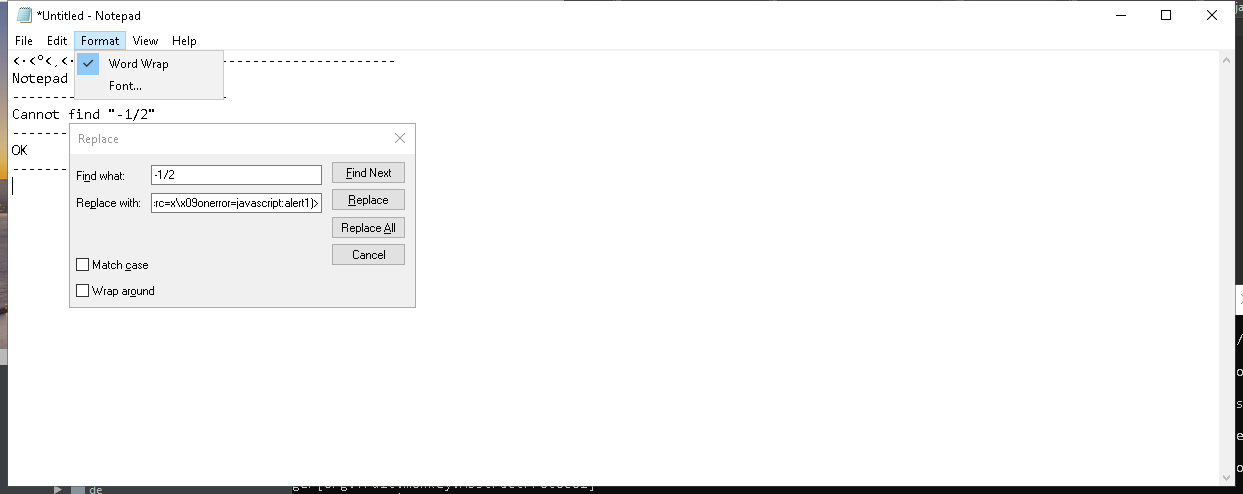 *Untitled - Notepad
File Edit Format View Help
Word Wrap
Font...
Notepad
Cannot find "-1/2"
---------------------------
OK
Replace
Find what: -1/2 Find Next
Replace with: :rc=x\x09onerror=javascript:alert1)> Replace
Replace All
Cancel
Match case
Wrap around
de